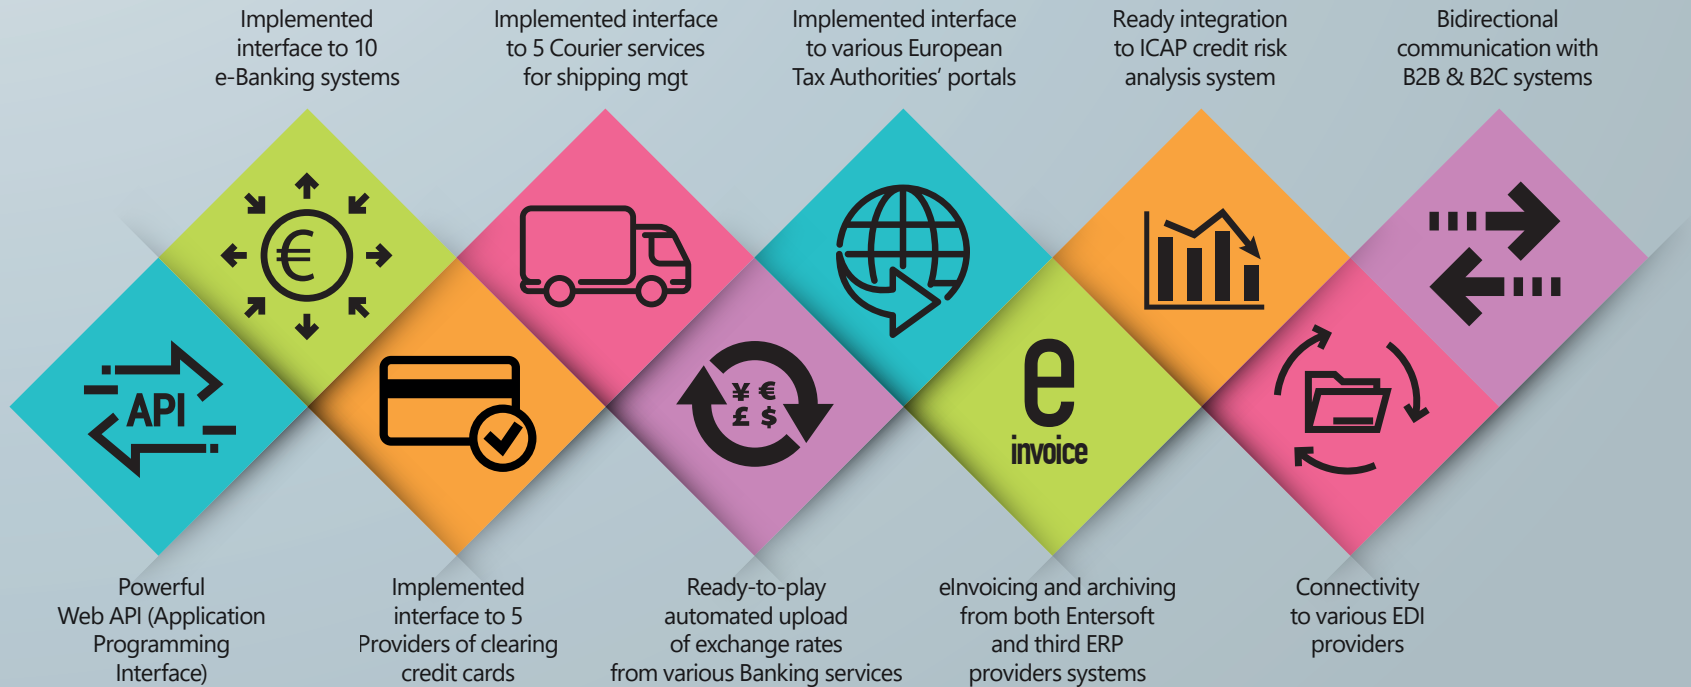 Implemented
interface to 10
e-Banking systems
Implemented interface
to 5 Courier services
for shipping mgt
Implemented interface
to various European
Tax Authorities’ portals
Ready integration
to ICAP credit risk
analysis system
Bidirectional
communication with
B2B & B2C systems
€
API
¥ €
£ $
e
invoice
Powerful
Web API (Application
Programming
Interface)
Implemented
interface to 5
Providers of clearing
credit cards
Ready-to-play
automated upload
of exchange rates
from various Banking services
eInvoicing and archiving
from both Entersoft
and third ERP
providers systems
Connectivity
to various EDI
providers